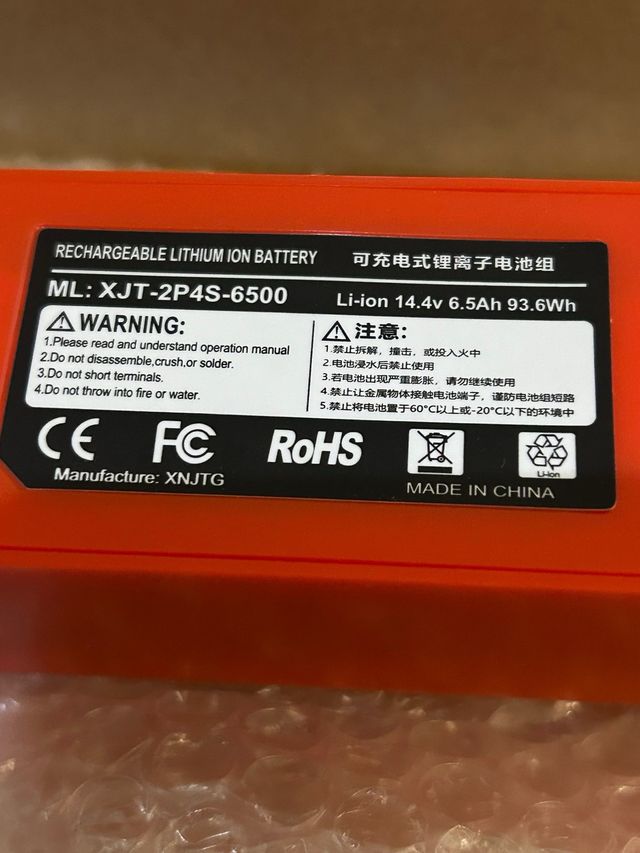 RECHARGEABLE LITHIUM ION BATTERY
可充电式锂离子电池组
ML: XJT-2P4S-6500
Li-ion 14.4v 6.5Ah 93.6Wh
WARNING:
1.Please read and understand operation manual
2.Do not disassemble,crush,or solder.
3.Do not short terminals.
4.Do not throw into fire or water.
注意:
1.禁止拆解，撞击，或投入火中
2.电池浸水后禁止使用
3.若电池出现严重膨胀，请勿继续使用
4.禁止让金属物体接触电池端子，谨防电池组短路
5.禁止将电池置于60°C以上或-20°C以下的环境中
CE FC RoHS
Li-ion
Manufacture: XNJTG
MADE IN CHINA